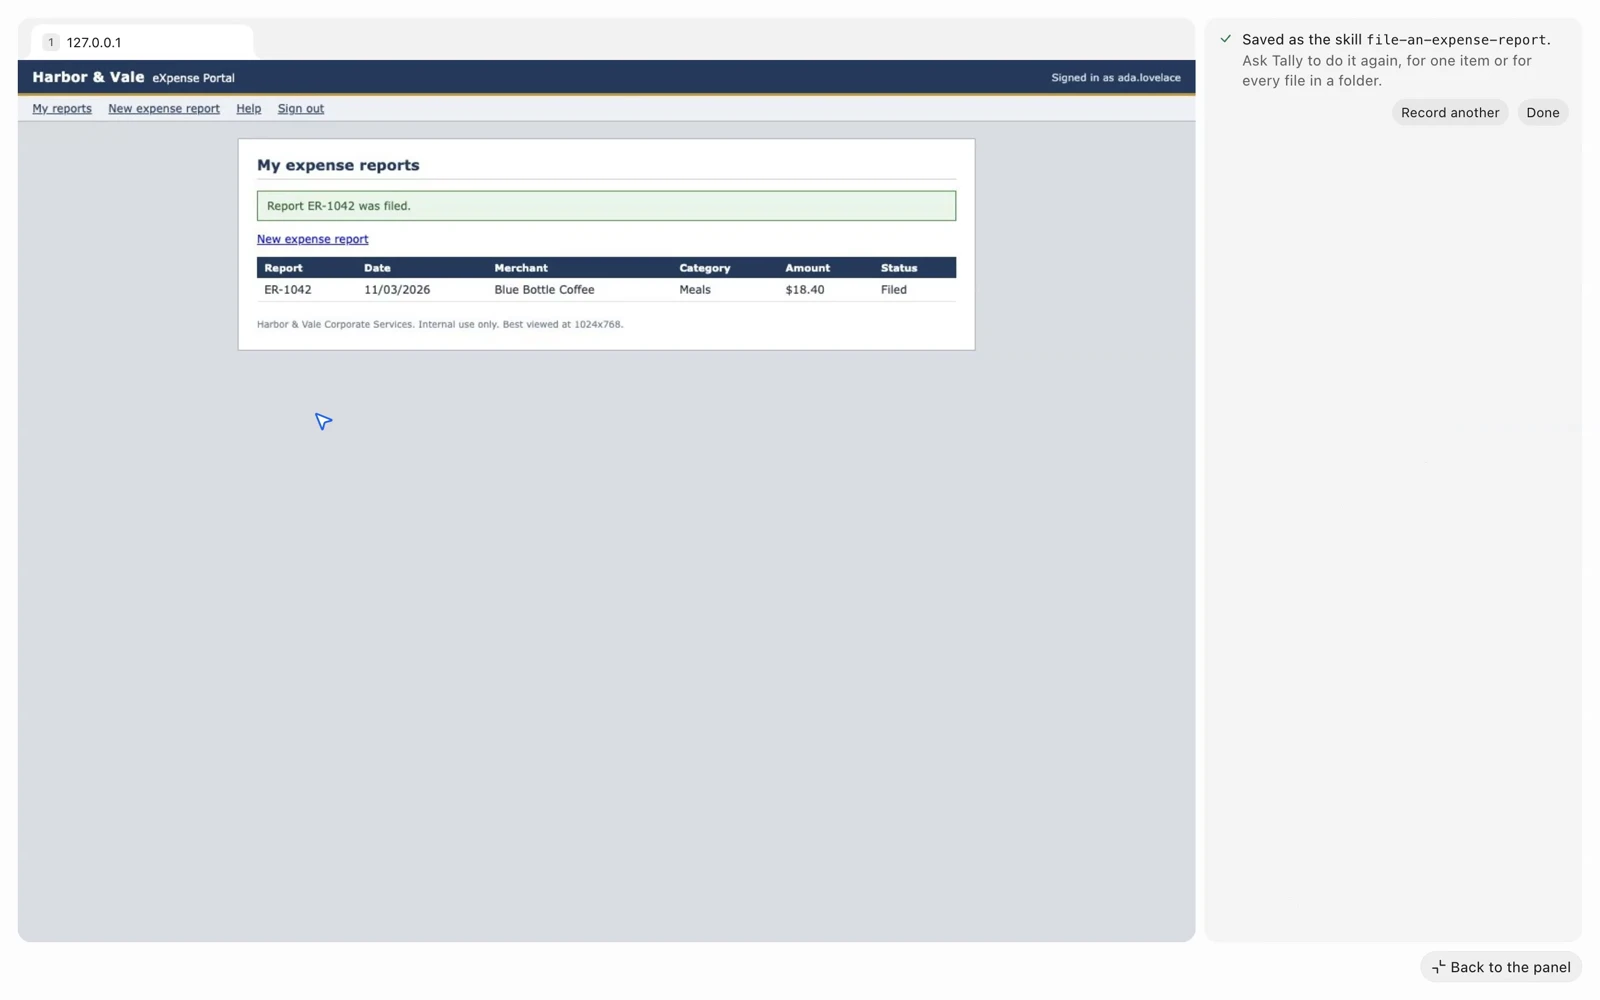 1 127.0.0.1
Harbor & Vale eXpense Portal
Signed in as ada.lovelace
My reports New expense report Help Sign out
My expense reports
Report ER-1042 was filed.
New expense report
Report Date Merchant Category Amount Status
ER-1042 11/03/2026 Blue Bottle Coffee Meals $18.40 Filed
Harbor & Vale Corporate Services. Internal use only. Best viewed at 1024x768.
Saved as the skill file-an-expense-report.
Ask Tally to do it again, for one item or for
every file in a folder.
Record another Done
Back to the panel